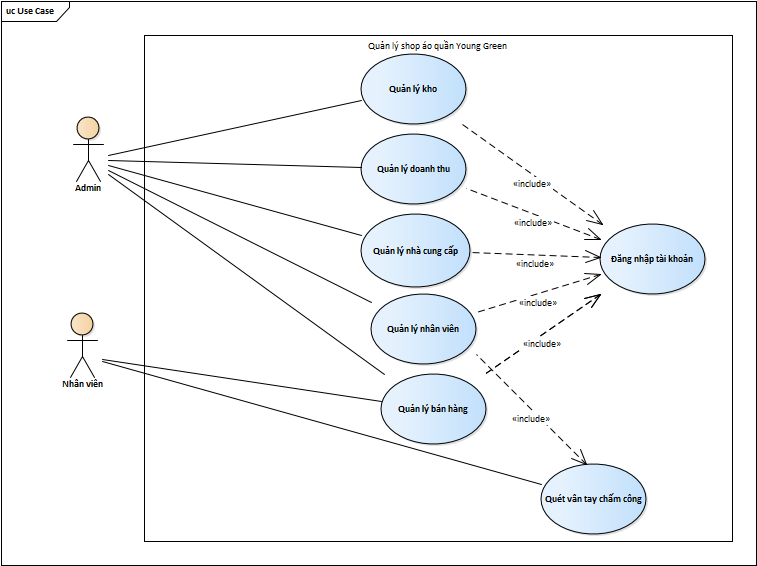 uc Use Case
Quản lý shop áo quần Young Green
Quản lý kho
Admin
Quản lý doanh thu
«include»
«include»
Quản lý nhà cung cấp
Đăng nhập tài khoản
«include»
«include»
Quản lý nhân viên
«include»
Nhân viên
Quản lý bán hàng
«include»
Quét vân tay chấm công